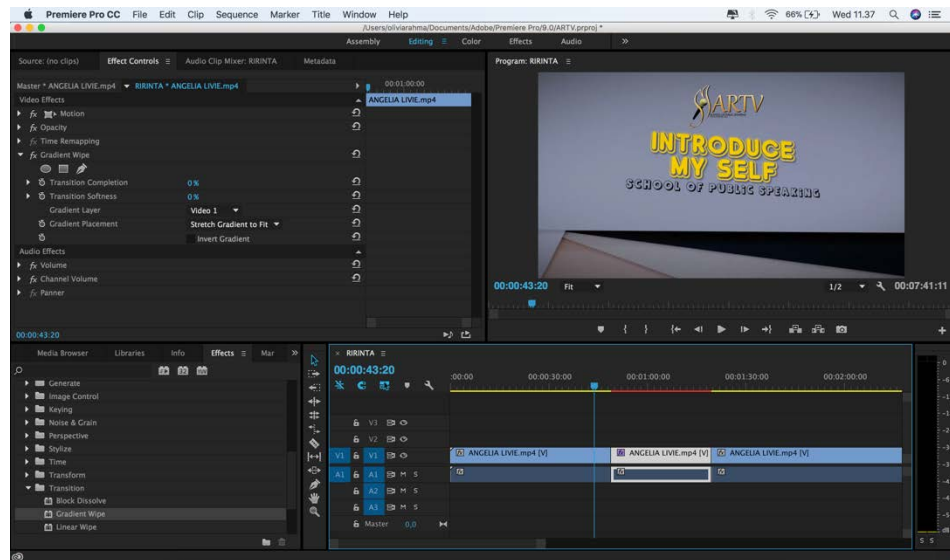 Premiere Pro CC File Edit Clip Sequence Marker Title Window Help 66% Wed 11.37
/Users/oliviarahma/Documents/Adobe/Premiere Pro/9.0/ARTV.prproj *
Assembly Editing Color Effects Audio
Source: (no clips) Effect Controls Audio Clip Mixer: RIRINTA Metadata
Program: RIRINTA
Master * ANGELIA LIVIE.mp4 RIRINTA * ANGELIA LIVIE.mp4 00:01:00:00
Video Effects ANGELIA LIVIE.mp4
fx Motion
fx Opacity
fx Time Remapping
fx Gradient Wipe
Transition Completion 0 %
Transition Softness 0 %
Gradient Layer Video 1
Gradient Placement Stretch Gradient to Fit
Invert Gradient
Audio Effects
fx Volume
fx Channel Volume
fx Panner
00:00:43:20
ARTV
INTRODUCE
MY SELF
SCHOOL OF PUBLIC SPEAKING
00:00:43:20 Fit 1/2 00:07:41:11
Media Browser Libraries Info Effects Mar
Generate
Image Control
Keying
Noise & Grain
Perspective
Stylize
Time
Transform
Transition
Block Dissolve
Gradient Wipe
Linear Wipe
RIRINTA
00:00:43:20
:00:00 00:00:30:00 00:01:00:00 00:01:30:00 00:02:00:00
V3
V2
V1 V1 ANGELIA LIVIE.mp4 [V] ANGELIA LIVIE.mp4 [V] ANGELIA LIVIE.mp4 [V]
A1 A1 M S
A2 M S
A3 M S
Master 0,0
S S